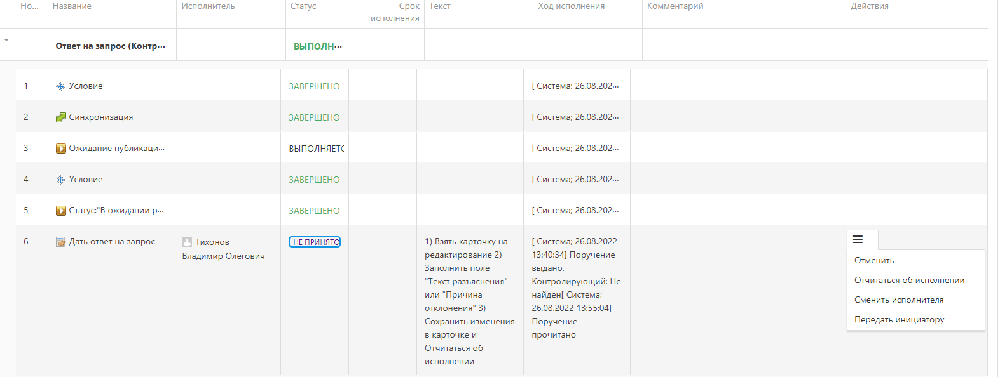 Но...
Название
Исполнитель
Статус
Срок
исполнения
Текст
Ход исполнения
Комментарий
Действия
Ответ на запрос (Контр...
ВЫПОЛН...
1
Условие
ЗАВЕРШЕНО
[ Система; 26.08.202...
2
Синхронизация
ЗАВЕРШЕНО
[ Система; 26.08.202...
3
Ожидание публикаци...
ВЫПОЛНЯЕТС
[ Система; 26.08.202...
4
Условие
ЗАВЕРШЕНО
[ Система; 26.08.202...
5
Статус:"В ожидании р...
ЗАВЕРШЕНО
[ Система; 26.08.202...
6
Дать ответ на запрос
Тихонов
Владимир Олегович
НЕ ПРИНЯТО
1) Взять карточку на
редактирование 2)
Заполнить поле
"Текст разъяснения"
или "Причина
отклонения" 3)
Сохранить изменения
в карточке и
Отчитаться об
исполнении
[ Система; 26.08.2022
13:40:34] Поручение
выдано.
Контролирующий: Не
найден[ Система;
26.08.2022 13:55:04]
Поручение
прочитано
Отменить
Отчитаться об исполнении
Сменить исполнителя
Передать инициатору